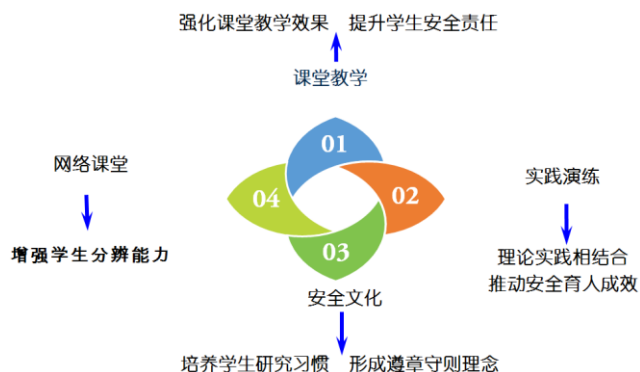 强化课堂教学效果 提升学生安全责任
课堂教学
01
网络课堂
实践演练
04
02
增强学生分辨能力
理论实践相结合
推动安全育人成效
03
安全文化
培养学生研究习惯 形成遵章守则理念